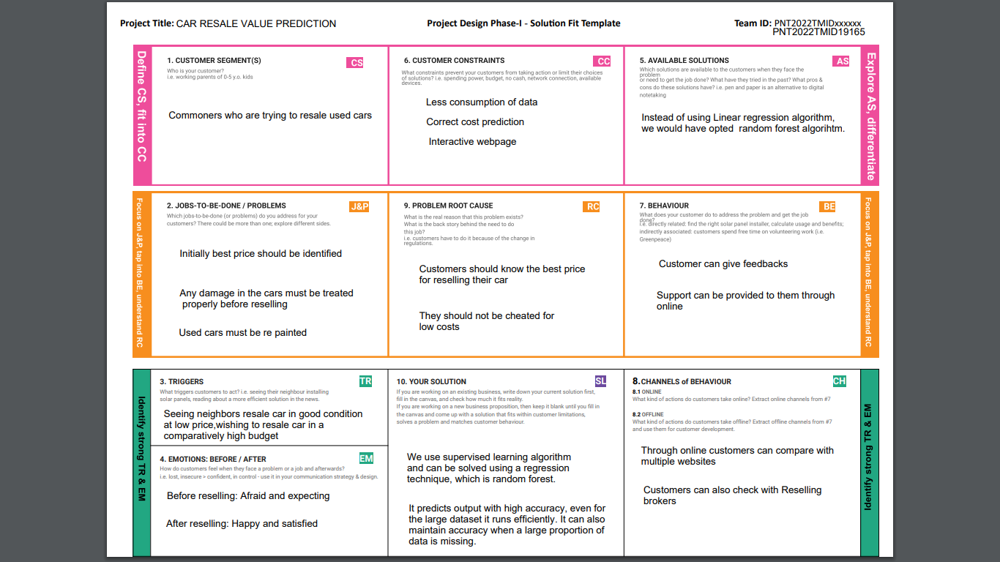 Project Title: CAR RESALE VALUE PREDICTION
Project Design Phase-I - Solution Fit Template
Team ID: PNT2022TMIDxxxxxx
PNT2022TMID19165
Define CS, fit into CC
1. CUSTOMER SEGMENT(S)
CS
Who is your customer?
i.e. working parents of 0-5 y.o. kids
Commoners who are trying to resale used cars
6. CUSTOMER CONSTRAINTS
CC
What constraints prevent your customers from taking action or limit their choices
of solutions? i.e. spending power, budget, no cash, network connection, available
devices.
Less consumption of data
Correct cost prediction
Interactive webpage
5. AVAILABLE SOLUTIONS
AS
Which solutions are available to the customers when they face the
problem
or need to get the job done? What have they tried in the past? What pros &
cons do these solutions have? i.e. pen and paper is an alternative to digital
notetaking
Instead of using Linear regression algorithm,
we would have opted random forest algorihtm.
Explore AS, differentiate
Focus on J&P, tap into BE, understand RC
2. JOBS-TO-BE-DONE / PROBLEMS
J&P
Which jobs-to-be-done (or problems) do you address for your
customers? There could be more than one; explore different sides.
Initially best price should be identified
Any damage in the cars must be treated
properly before reselling
Used cars must be re painted
9. PROBLEM ROOT CAUSE
RC
What is the real reason that this problem exists?
What is the back story behind the need to do
this job?
i.e. customers have to do it because of the change in
regulations.
Customers should know the best price
for reselling their car
They should not be cheated for
low costs
7. BEHAVIOUR
BE
What does your customer do to address the problem and get the job
done?
i.e. directly related: find the right solar panel installer, calculate usage and benefits;
indirectly associated: customers spend free time on volunteering work (i.e.
Greenpeace)
Customer can give feedbacks
Support can be provided to them through
online
Focus on J&P, tap into BE, understand RC
Identify strong TR & EM
3. TRIGGERS
TR
What triggers customers to act? i.e. seeing their neighbour installing
solar panels, reading about a more efficient solution in the news.
Seeing neighbors resale car in good condition
at low price,wishing to resale car in a
comparatively high budget
4. EMOTIONS: BEFORE / AFTER
EM
How do customers feel when they face a problem or a job and afterwards?
i.e. lost, insecure > confident, in control - use it in your communication strategy & design.
Before reselling: Afraid and expecting
After reselling: Happy and satisfied
10. YOUR SOLUTION
SL
If you are working on an existing business, write down your current solution first,
fill in the canvas, and check how much it fits reality.
If you are working on a new business proposition, then keep it blank until you fill in
the canvas and come up with a solution that fits within customer limitations,
solves a problem and matches customer behaviour.
We use supervised learning algorithm
and can be solved using a regression
technique, which is random forest.
It predicts output with high accuracy, even for
the large dataset it runs efficiently. It can also
maintain accuracy when a large proportion of
data is missing.
8.CHANNELS of BEHAVIOUR
CH
8.1 ONLINE
What kind of actions do customers take online? Extract online channels from #7
8.2 OFFLINE
What kind of actions do customers take offline? Extract offline channels from #7
and use them for customer development.
Through online customers can compare with
multiple websites
Customers can also check with Reselling
brokers
Identify strong TR & EM